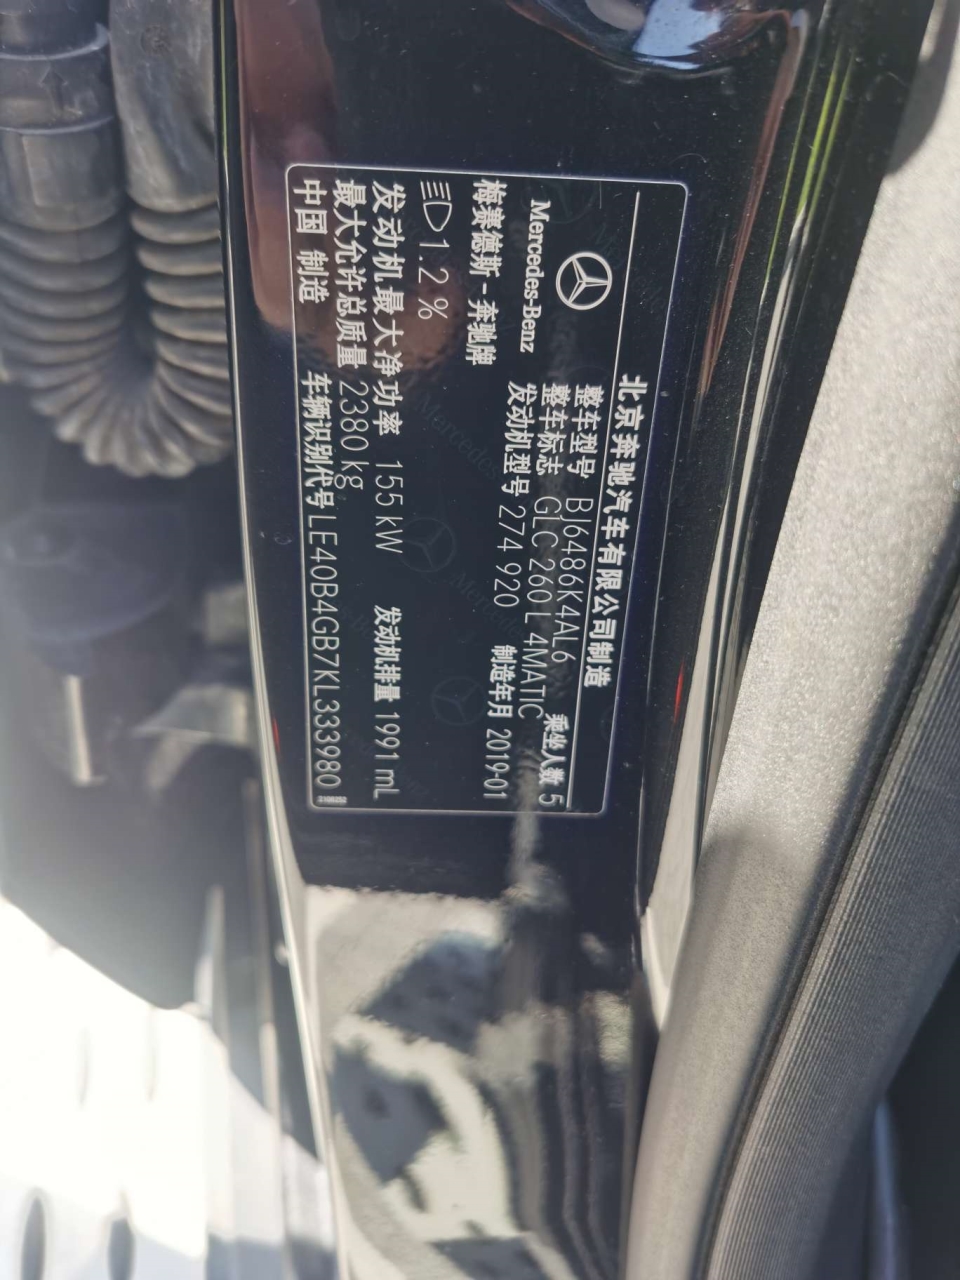 北京奔驰汽车有限公司制造
整车型号 BJ6486K4AL6 乘坐人数 5
整车标志 GLC 260 L 4MATIC
Mercedes-Benz 发动机型号 274 920 制造年月 2019-01
梅赛德斯-奔驰牌
1.2 %
发动机最大净功率 155 kW 发动机排量 1991 mL
最大允许总质量 2380 kg
中国 制造 车辆识别代号 LE40B4GB7KL333980